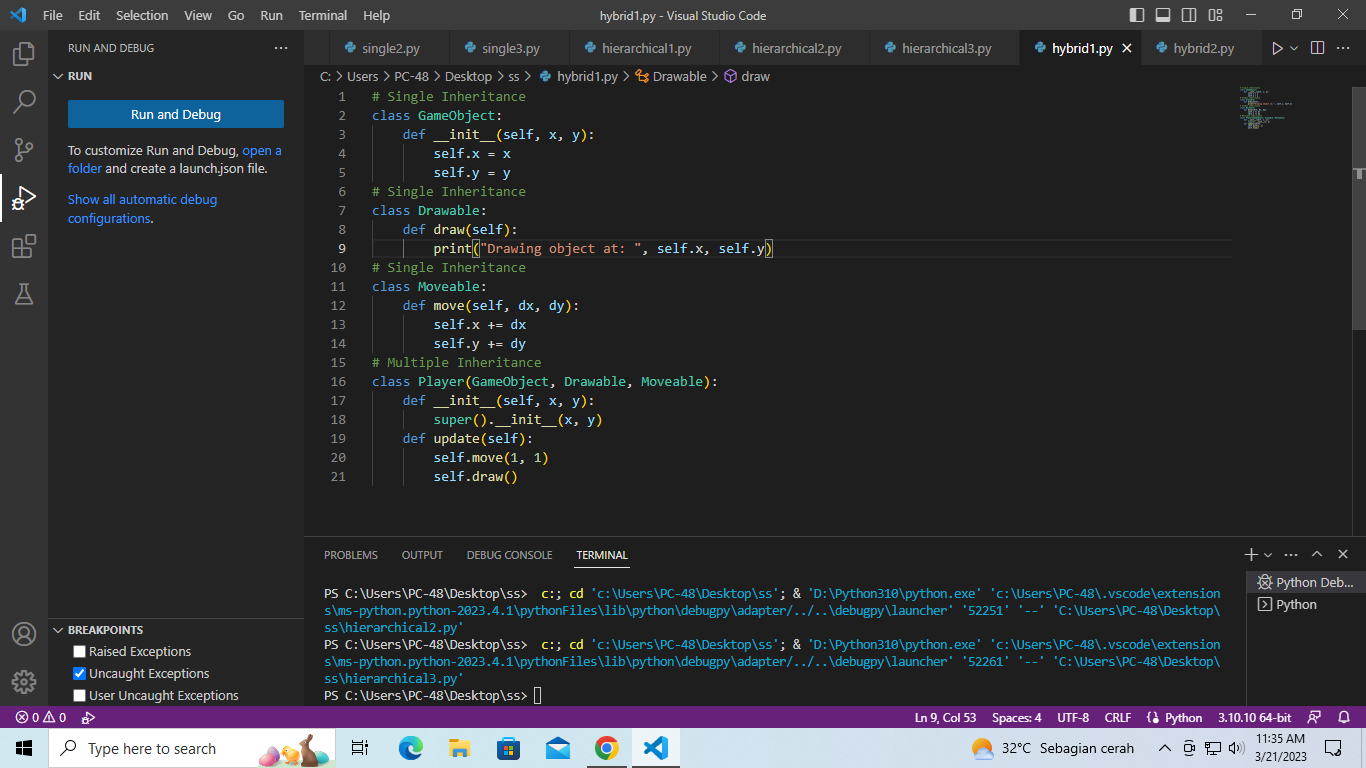 File Edit Selection View Go Run Terminal Help
hybrid1.py - Visual Studio Code
RUN AND DEBUG
RUN
Run and Debug
To customize Run and Debug, open a
folder and create a launch.json file.
Show all automatic debug
configurations.
BREAKPOINTS
Raised Exceptions
Uncaught Exceptions
User Uncaught Exceptions
single2.py single3.py hierarchical1.py hierarchical2.py hierarchical3.py hybrid1.py hybrid2.py
C: > Users > PC-48 > Desktop > ss > hybrid1.py > Drawable > draw
1 # Single Inheritance
2 class GameObject:
3     def __init__(self, x, y):
4         self.x = x
5         self.y = y
6 # Single Inheritance
7 class Drawable:
8     def draw(self):
9         print("Drawing object at: ", self.x, self.y)
10 # Single Inheritance
11 class Moveable:
12     def move(self, dx, dy):
13         self.x += dx
14         self.y += dy
15 # Multiple Inheritance
16 class Player(GameObject, Drawable, Moveable):
17     def __init__(self, x, y):
18         super().__init__(x, y)
19     def update(self):
20         self.move(1, 1)
21         self.draw()
PROBLEMS OUTPUT DEBUG CONSOLE TERMINAL
PS C:\Users\PC-48\Desktop\ss>  c:; cd 'c:\Users\PC-48\Desktop\ss'; & 'D:\Python310\python.exe' 'c:\Users\PC-48\.vscode\extension
s\ms-python.python-2023.4.1\pythonFiles\lib\python\debugpy\adapter/../..\debugpy\launcher' '52251' '--' 'C:\Users\PC-48\Desktop\
ss\hierarchical2.py'
PS C:\Users\PC-48\Desktop\ss>  c:; cd 'c:\Users\PC-48\Desktop\ss'; & 'D:\Python310\python.exe' 'c:\Users\PC-48\.vscode\extension
s\ms-python.python-2023.4.1\pythonFiles\lib\python\debugpy\adapter/../..\debugpy\launcher' '52261' '--' 'C:\Users\PC-48\Desktop\
ss\hierarchical3.py'
PS C:\Users\PC-48\Desktop\ss>
Python Deb...
Python
0 0
Ln 9, Col 53 Spaces: 4 UTF-8 CRLF Python 3.10.10 64-bit
Type here to search
32°C Sebagian cerah
11:35 AM
3/21/2023